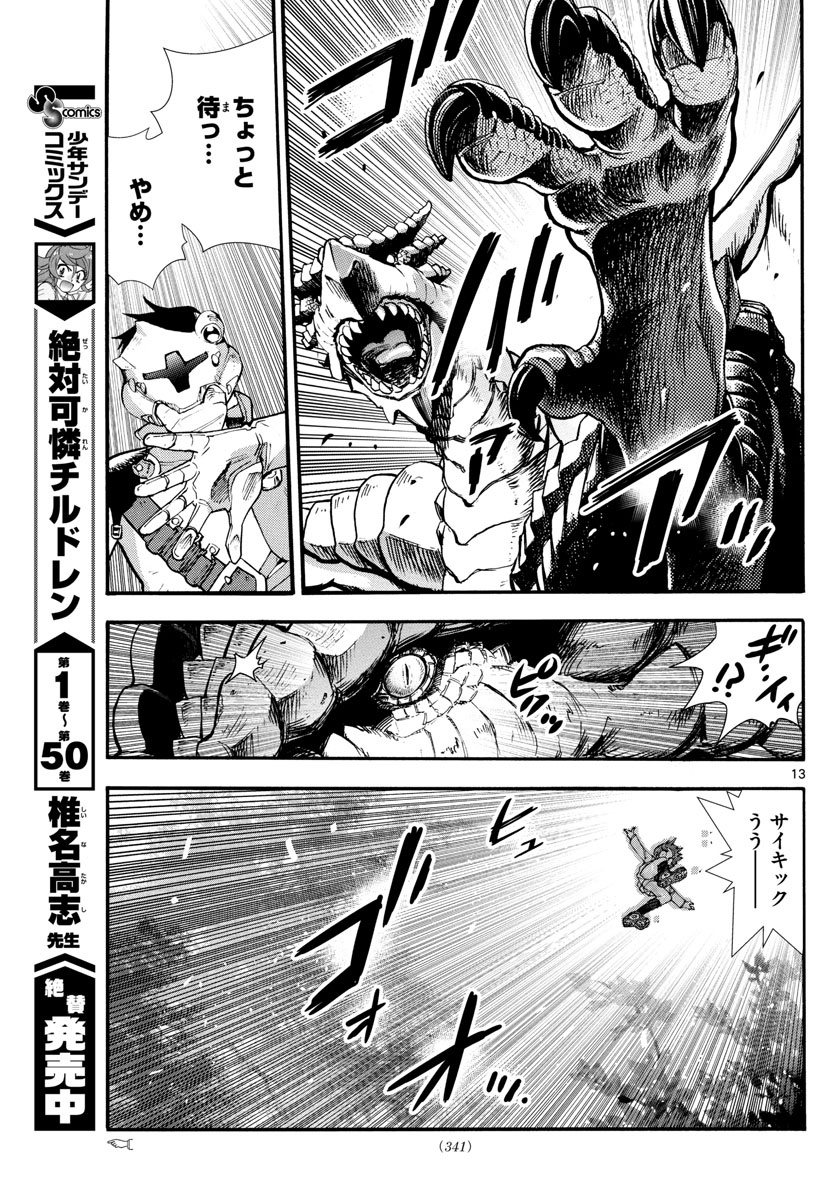 ゴゴゴ
ちょっと
待っ…
やめ…
ギィイィ
!?
ピクッ
13
サイキック
うう――
ヒュ
ゴオッ
SS comics
少年サンデー
コミックス
絶対可憐チルドレン
第1巻〜第50巻
椎名高志
先生
絶賛
発売中
(341)